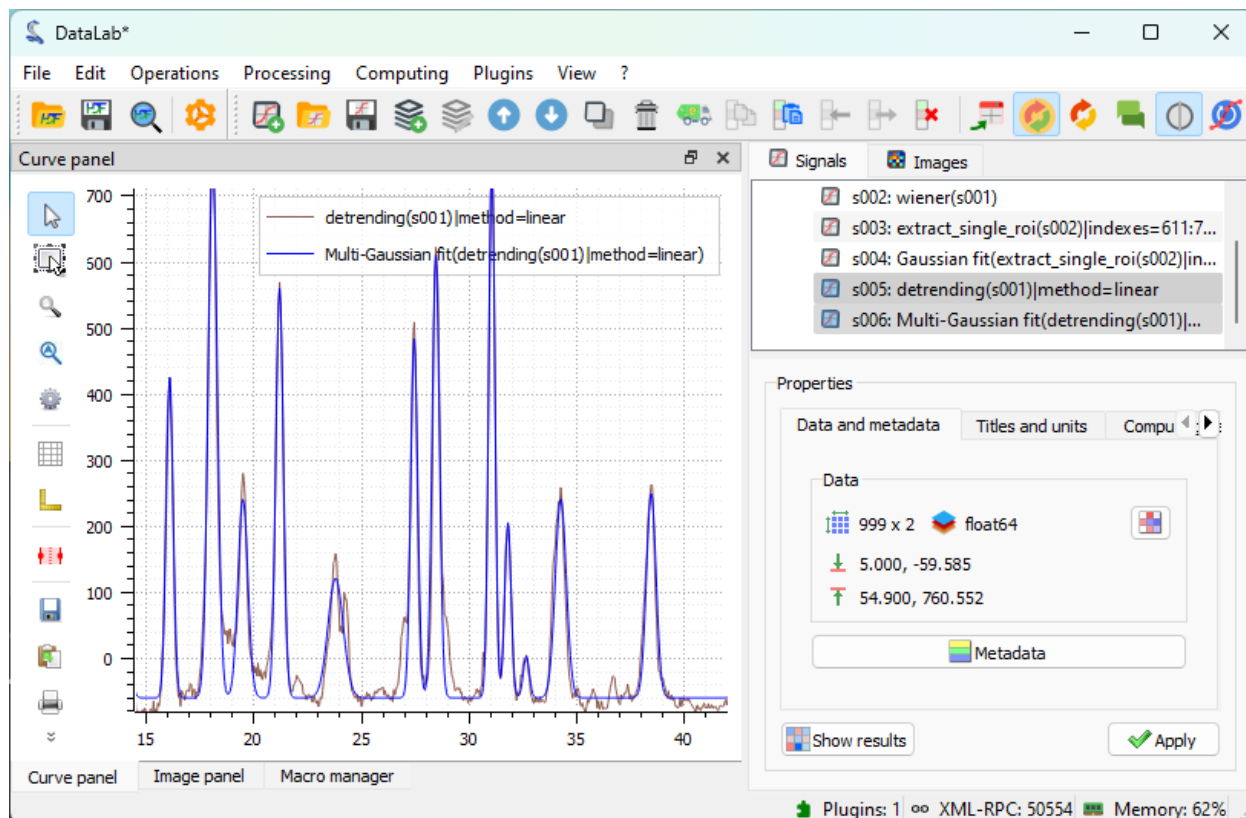 DataLab*
File Edit Operations Processing Computing Plugins View ?
Curve panel
700
600
500
400
300
200
100
0
15 20 25 30 35 40
detrending(s001)|method=linear
Multi-Gaussian fit(detrending(s001)|method=linear)
Curve panel Image panel Macro manager
Signals Images
s002: wiener(s001)
s003: extract_single_roi(s002)|indexes=611:7...
s004: Gaussian fit(extract_single_roi(s002)|in...
s005: detrending(s001)|method=linear
s006: Multi-Gaussian fit(detrending(s001)|...
Properties
Data and metadata Titles and units Compu
Data
999 x 2 float64
5.000, -59.585
54.900, 760.552
Metadata
Show results Apply
Plugins: 1 XML-RPC: 50554 Memory: 62%